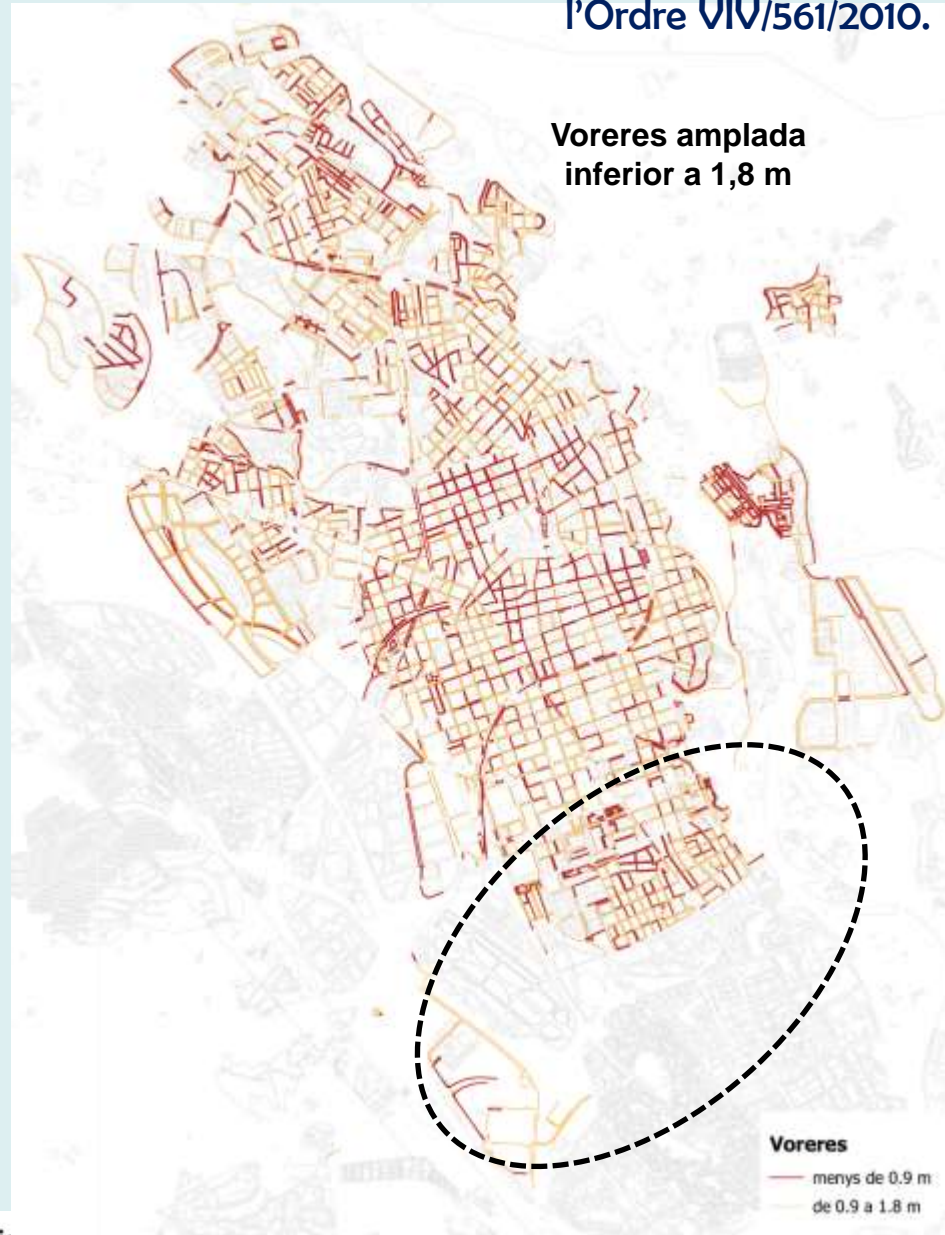 l'Ordre VIV/561/2010.
Voreres amplada
inferior a 1,8 m
Voreres
menys de 0.9 m
de 0.9 a 1.8 m